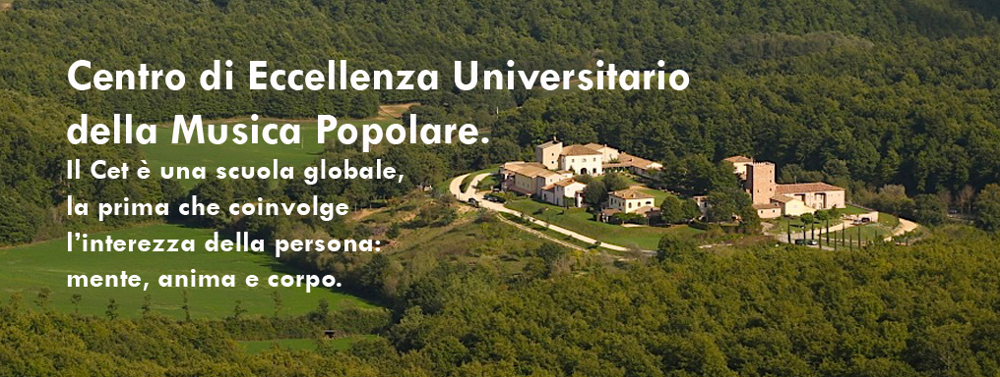 Centro di Eccellenza Universitario
della Musica Popolare.
Il Cet è una scuola globale,
la prima che coinvolge
l’interezza della persona:
mente, anima e corpo.